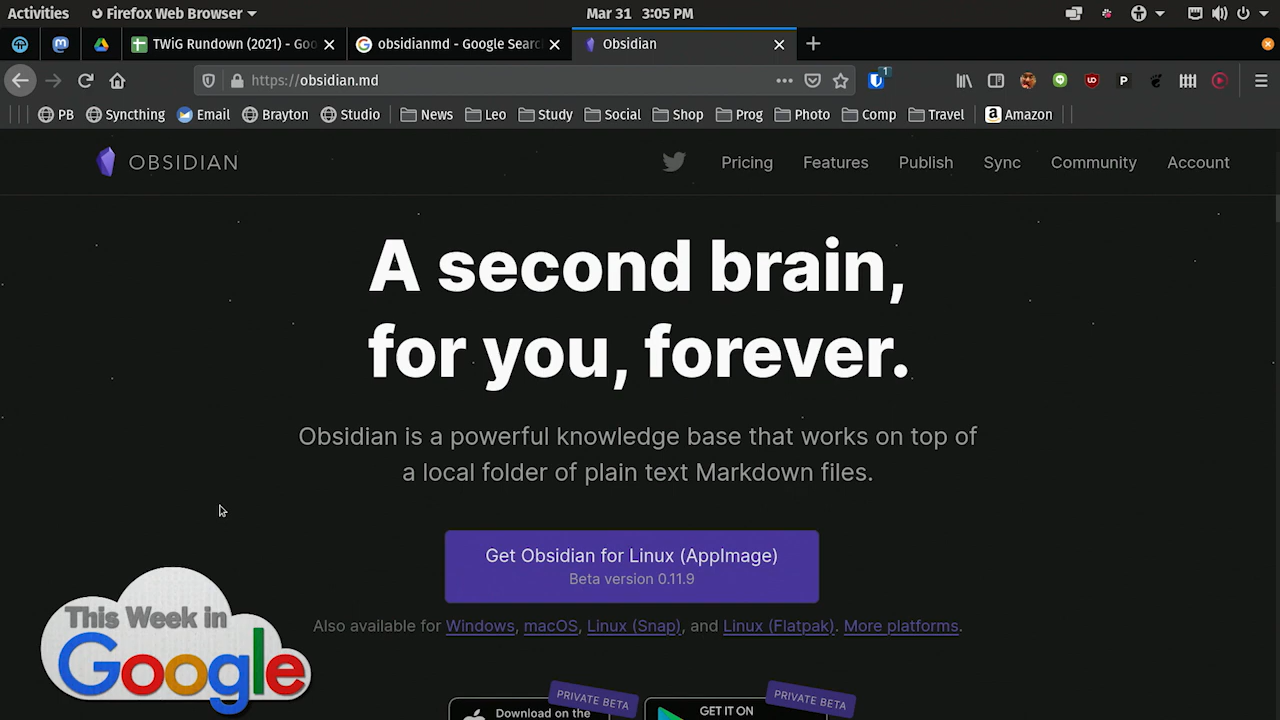 Activities Firefox Web Browser Mar 31 3:05 PM
TWiG Rundown (2021) - Goo obsidianmd - Google Searc Obsidian
https://obsidian.md 1
PB Syncthing Email Brayton Studio News Leo Study Social Shop Prog Photo Comp Travel Amazon
OBSIDIAN Pricing Features Publish Sync Community Account
A second brain,
for you, forever.
Obsidian is a powerful knowledge base that works on top of
a local folder of plain text Markdown files.
Get Obsidian for Linux (AppImage)
Beta version 0.11.9
Also available for Windows, macOS, Linux (Snap), and Linux (Flatpak). More platforms.
This Week in
Google
PRIVATE BETA PRIVATE BETA
Download on the GET IT ON